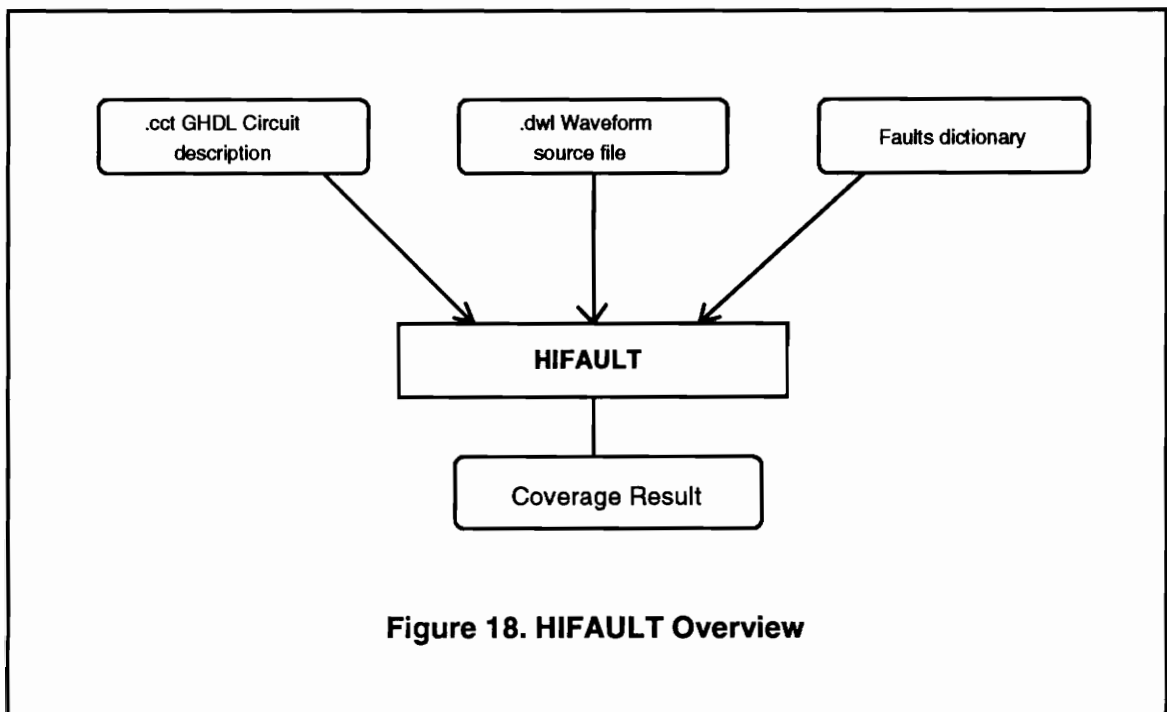 .cct GHDL Circuit
description
.dwl Waveform
source file
Faults dictionary
HIFAULT
Coverage Result
Figure 18. HIFAULT Overview